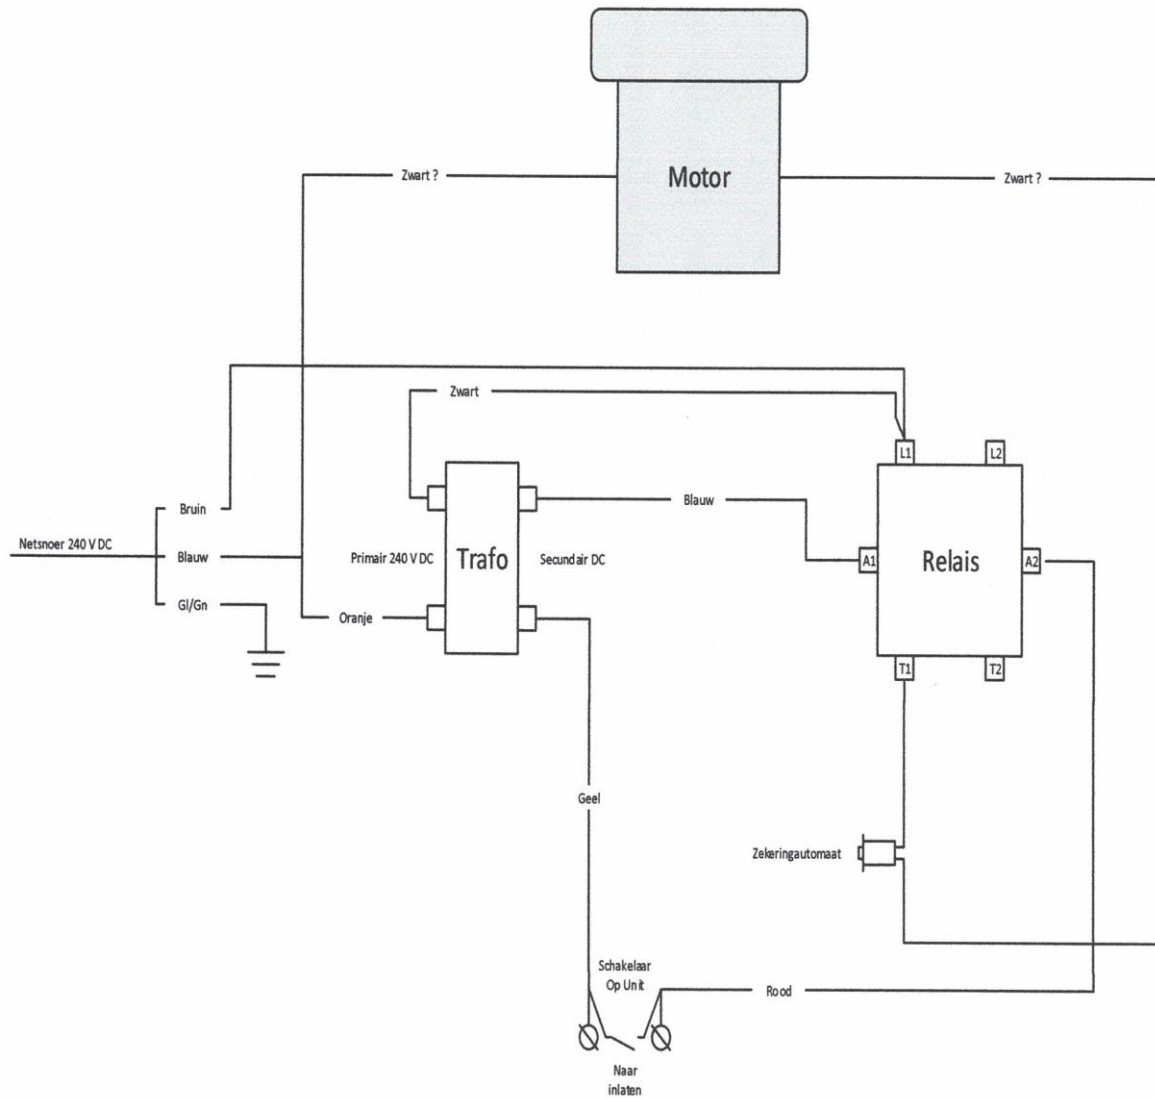 Zwart ?
Motor
Zwart ?
Zwart
L1
L2
Bruin
Blauw
Netsnoer 240 V DC
Blauw
Primair 240 V DC
Trafo
Secundair DC
A1
Relais
A2
Gl/Gn
Oranje
T1
T2
Geel
Zekeringautomaat
Schakelaar
Op Unit
Rood
Naar
inlaten